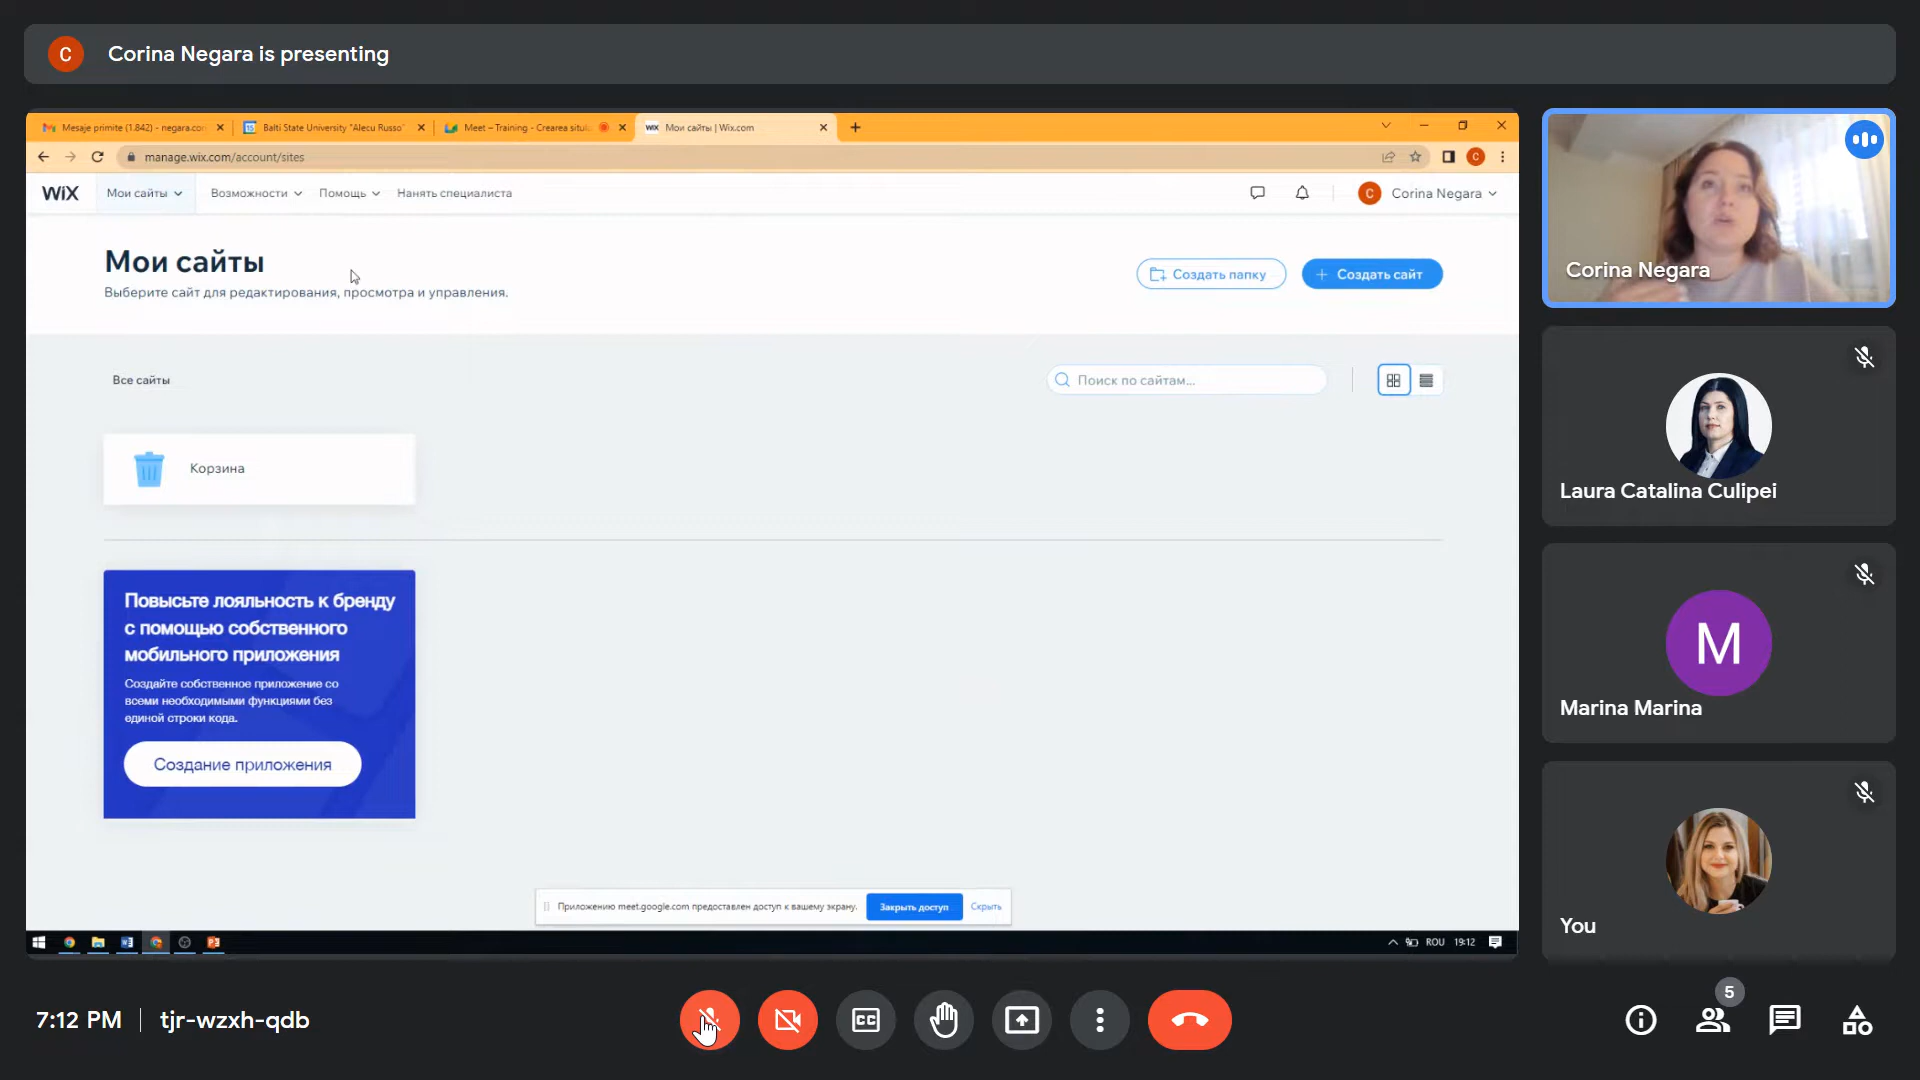 C
Corina Negara is presenting
Mesaje primite (1.842) - negara.cor
Balti State University "Alecu Russo"
Meet – Training - Crearea situlu
WIX Мои сайты | Wix.com
manage.wix.com/account/sites
C
WiX
Мои сайты
Возможности
Помощь
Нанять специалиста
C
Corina Negara
Мои сайты
Выберите сайт для редактирования, просмотра и управления.
Создать папку
+ Создать сайт
Все сайты
Поиск по сайтам...
Корзина
Повысьте лояльность к бренду
с помощью собственного
мобильного приложения
Создайте собственное приложение со
всеми необходимыми функциями без
единой строки кода.
Создание приложения
Приложению meet.google.com предоставлен доступ к вашему экрану.
Закрыть доступ
Скрыть
ROU
19:12
Corina Negara
Laura Catalina Culipei
M
Marina Marina
You
7:12 PM
tjr-wzxh-qdb
CC
5